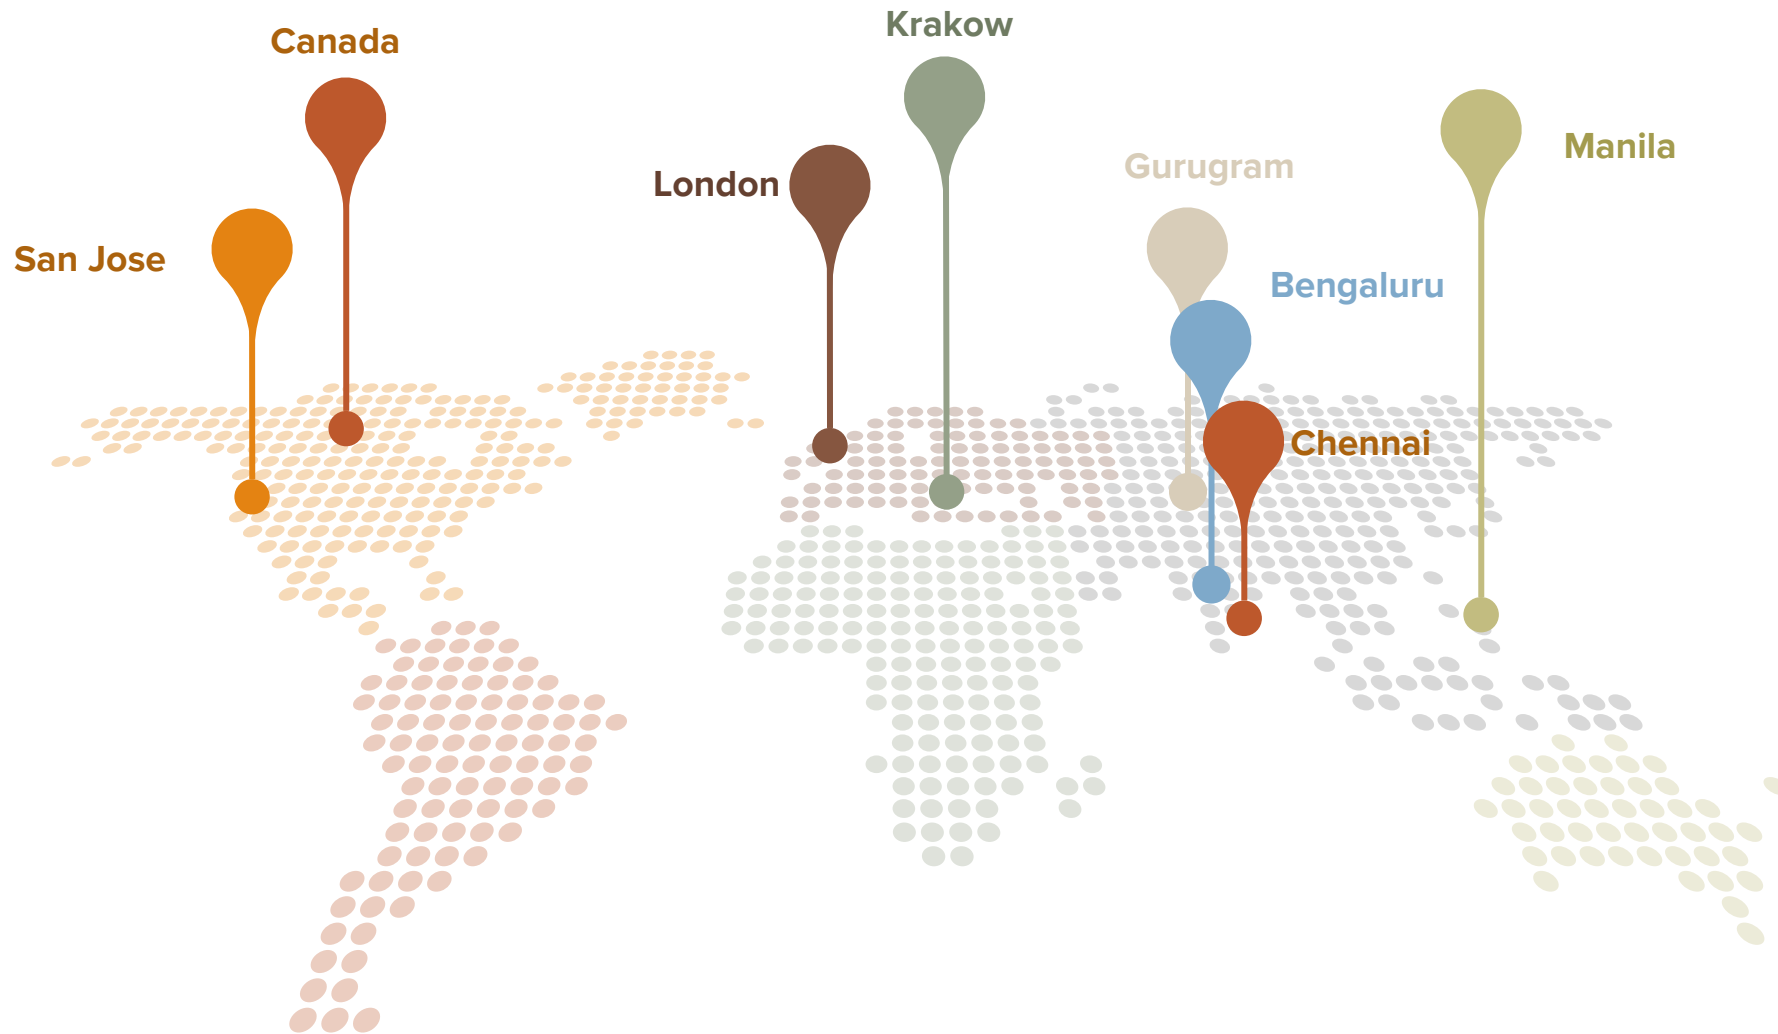 Krakow
Canada
Manila
Gurugram
London
San Jose
Bengaluru
Chennai